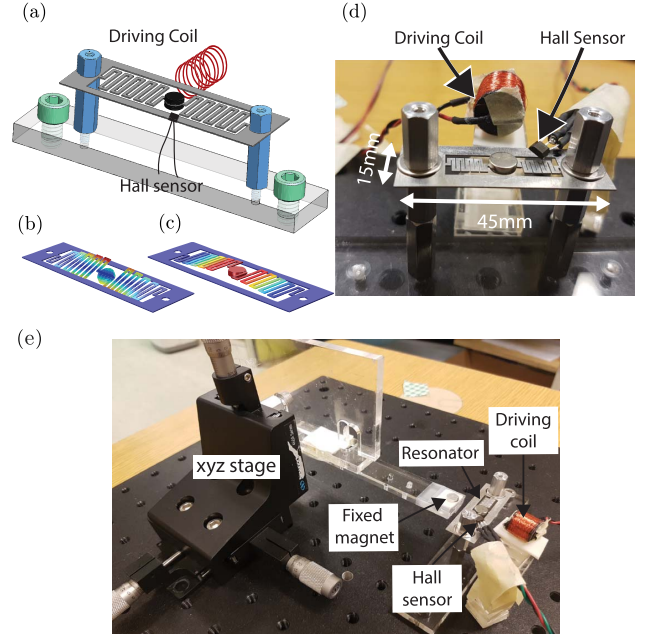 (a)
Driving Coil
Hall sensor
(b)
(c)
(d)
Driving Coil
Hall Sensor
15mm
45mm
(e)
xyz stage
Driving
coil
Resonator
Fixed
magnet
Hall
sensor